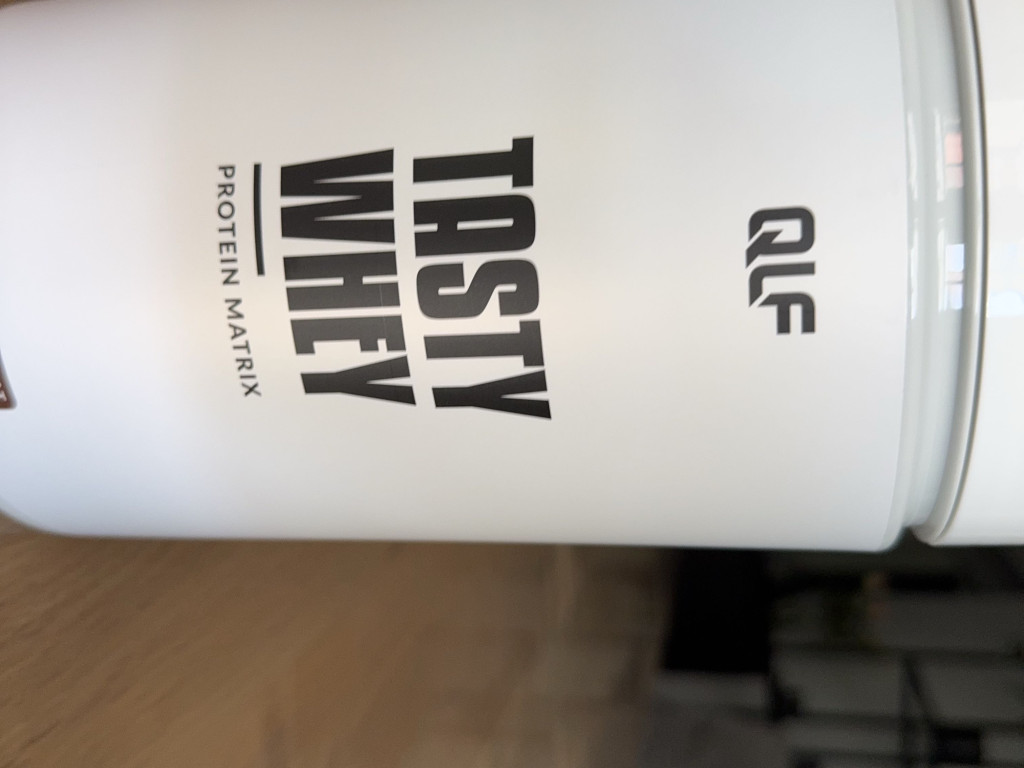 QLF
TASTY
WHEY
PROTEIN MATRIX